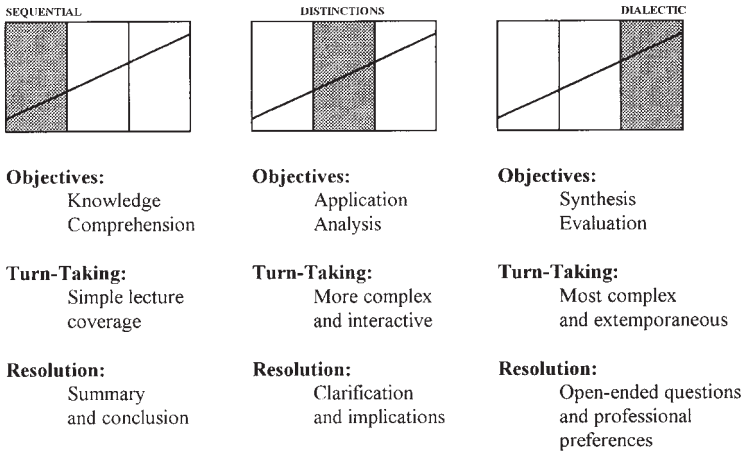 SEQUENTIAL
DISTINCTIONS
DIALECTIC
Objectives:
Knowledge
Comprehension
Turn-Taking:
Simple lecture
coverage
Resolution:
Summary
and conclusion
Objectives:
Application
Analysis
Turn-Taking:
More complex
and interactive
Resolution:
Clarification
and implications
Objectives:
Synthesis
Evaluation
Turn-Taking:
Most complex
and extemporaneous
Resolution:
Open-ended questions
and professional
preferences